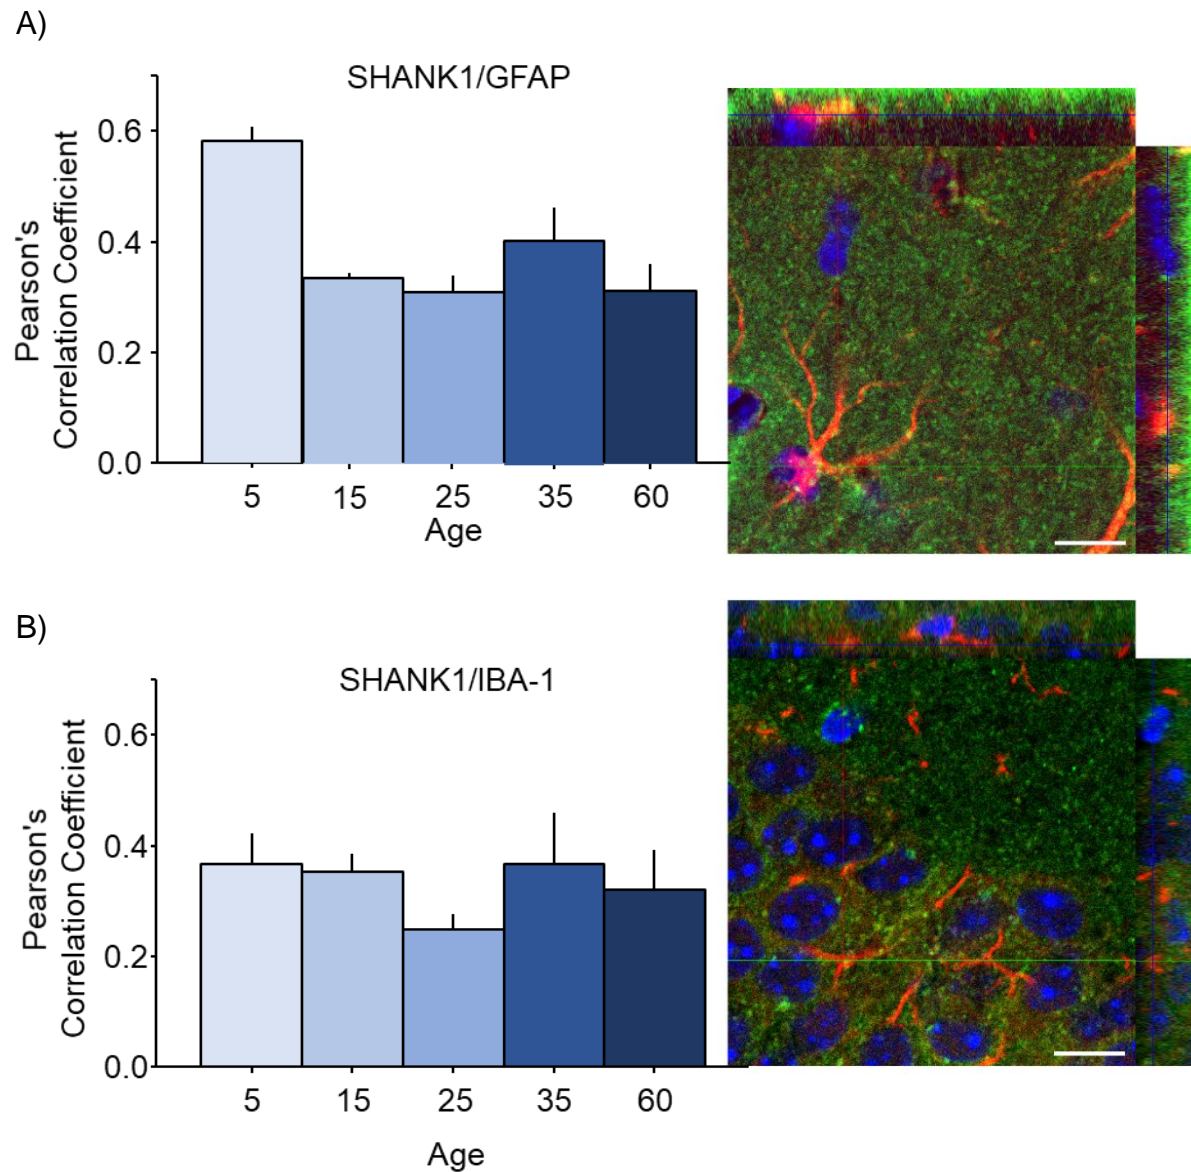 A)
SHANK1/GFAP
0.6
0.4
0.2
0.0
Pearson's
Correlation Coefficient
5 15 25 35 60
Age
B)
SHANK1/IBA-1
0.6
0.4
0.2
0.0
Pearson's
Correlation Coefficient
5 15 25 35 60
Age